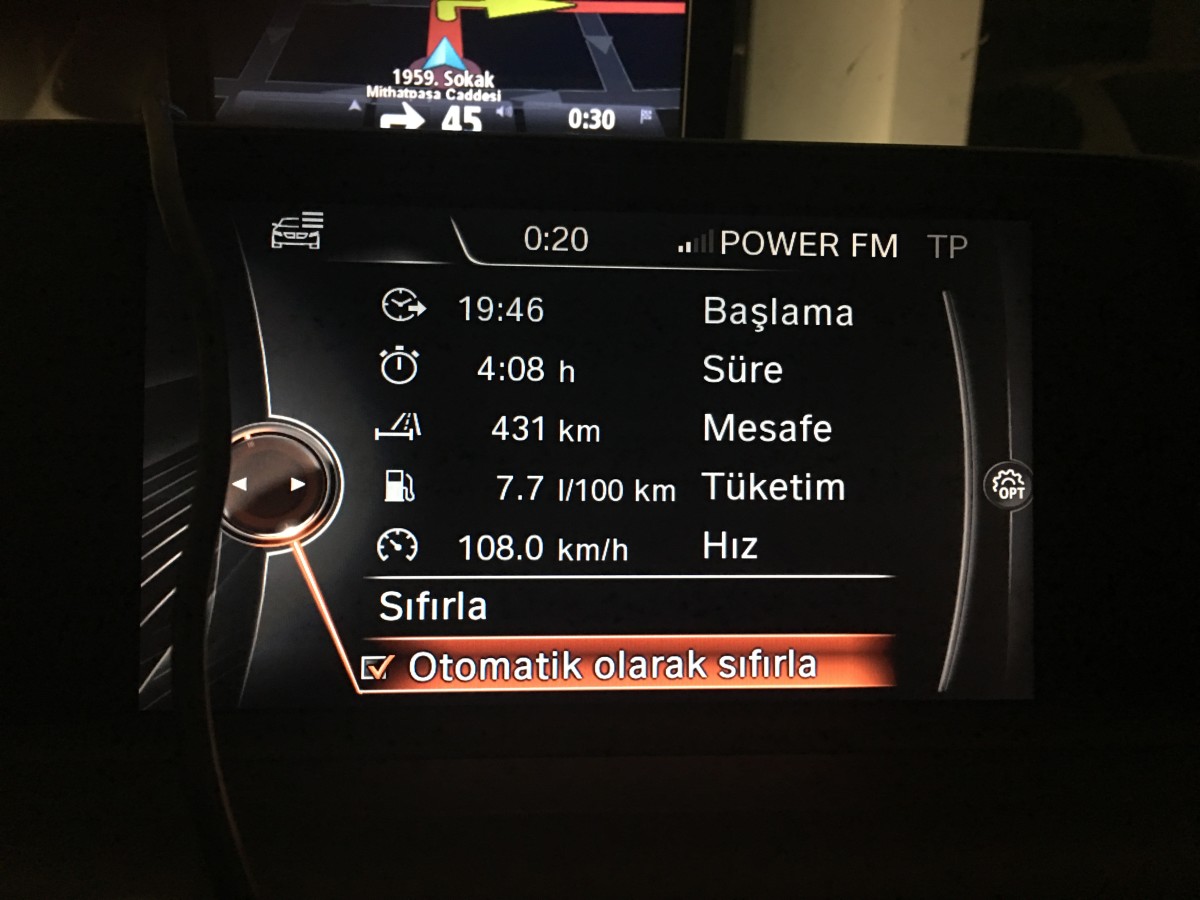 1959. Sokak
Mithatpaşa Caddesi
45
0:30
0:20 POWER FM TP
19:46 Başlama
4:08 h Süre
431 km Mesafe
7.7 l/100 km Tüketim
OPT
108.0 km/h Hız
Sıfırla
Otomatik olarak sıfırla